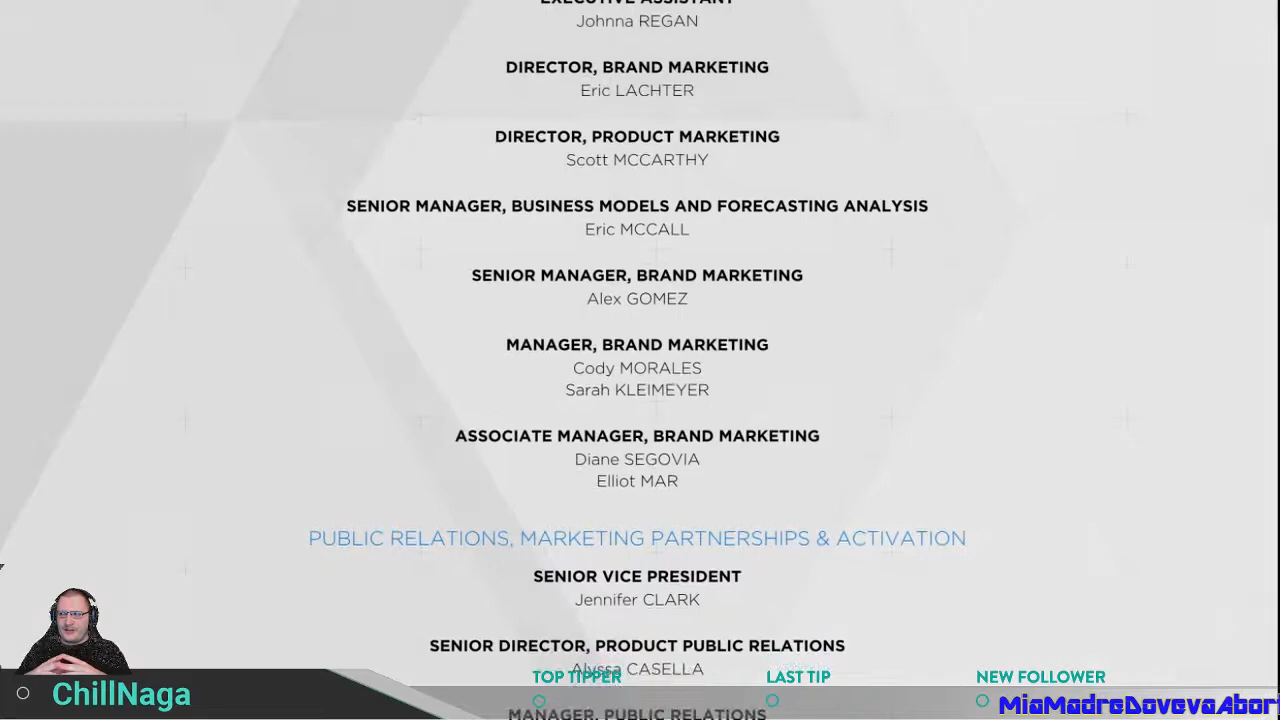 EXECUTIVE ASSISTANT
Johnna REGAN
DIRECTOR, BRAND MARKETING
Eric LACHTER
DIRECTOR, PRODUCT MARKETING
Scott MCCARTHY
SENIOR MANAGER, BUSINESS MODELS AND FORECASTING ANALYSIS
Eric MCCALL
SENIOR MANAGER, BRAND MARKETING
Alex GOMEZ
MANAGER, BRAND MARKETING
Cody MORALES
Sarah KLEIMEYER
ASSOCIATE MANAGER, BRAND MARKETING
Diane SEGOVIA
Elliot MAR
PUBLIC RELATIONS, MARKETING PARTNERSHIPS & ACTIVATION
SENIOR VICE PRESIDENT
Jennifer CLARK
SENIOR DIRECTOR, PRODUCT PUBLIC RELATIONS
Alyssa CASELLA
MANAGER, PUBLIC RELATIONS
ChillNaga
TOP TIPPER
LAST TIP
NEW FOLLOWER
MiaMadreDovevaAbor